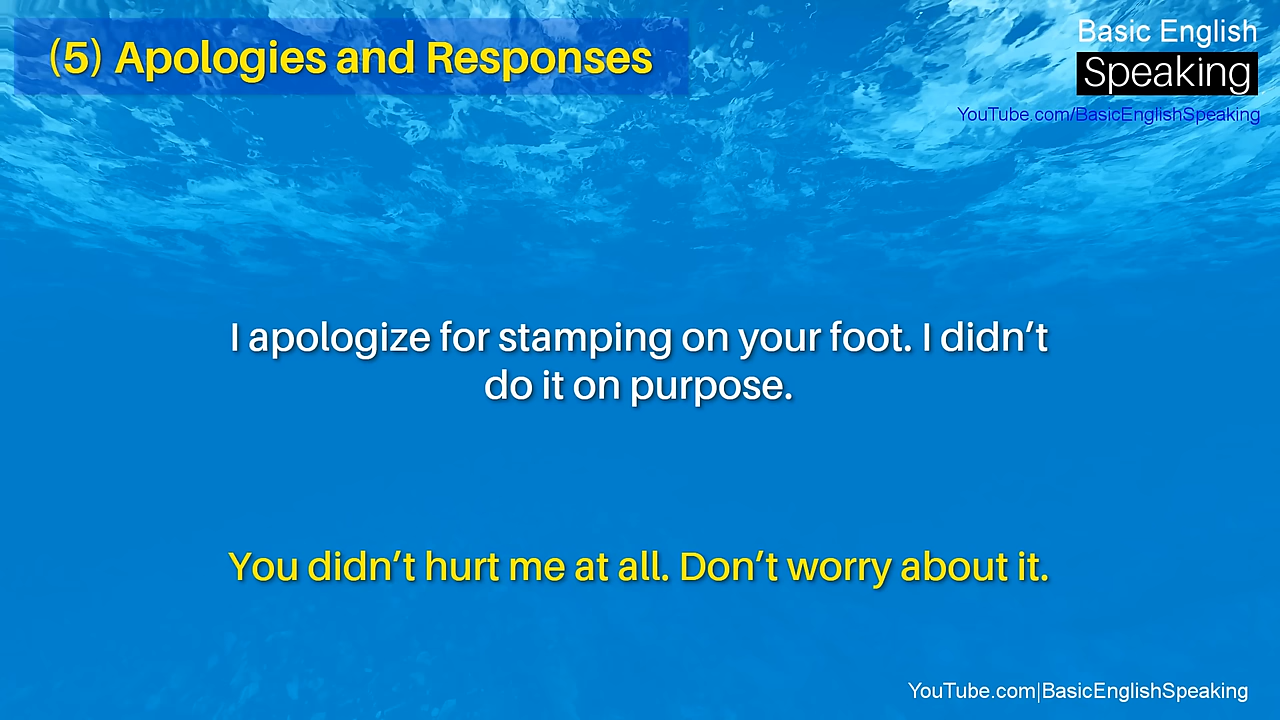 (5) Apologies and Responses
Basic English
Speaking
YouTube.com/BasicEnglishSpeaking
I apologize for stamping on your foot. I didn’t
do it on purpose.
You didn’t hurt me at all. Don’t worry about it.
YouTube.com|BasicEnglishSpeaking